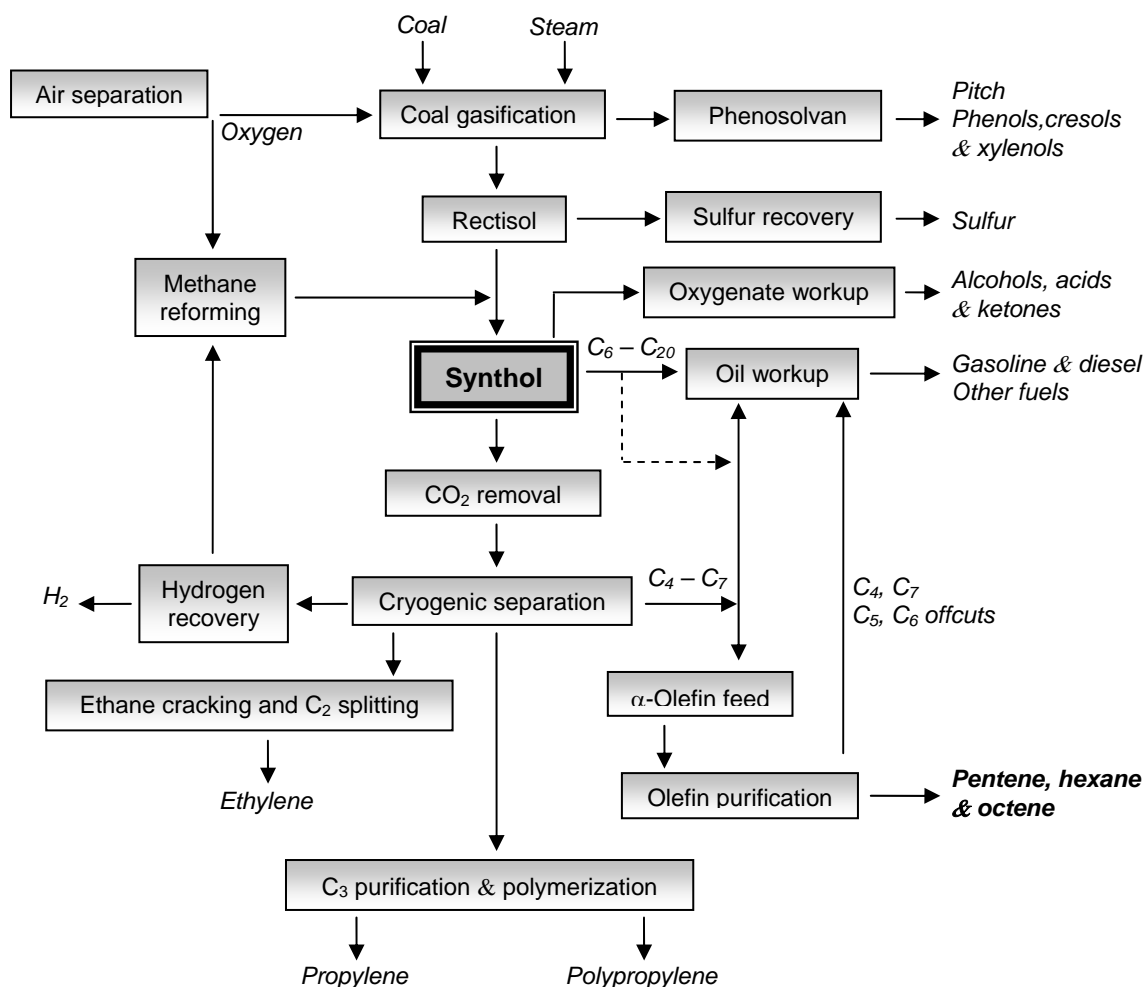 Coal
Steam
Air separation
Coal gasification
Phenosolvan
Pitch
Phenols,cresols
& xylenols
Oxygen
Rectisol
Sulfur recovery
Sulfur
Methane
reforming
Oxygenate workup
Alcohols, acids
& ketones
C6 – C20
Synthol
Oil workup
Gasoline & diesel
Other fuels
CO2 removal
H2
Hydrogen
recovery
Cryogenic separation
C4 – C7
C4, C7
C5, C6 offcuts
Ethane cracking and C2 splitting
α-Olefin feed
Ethylene
Olefin purification
Pentene, hexane
& octene
C3 purification & polymerization
Propylene
Polypropylene